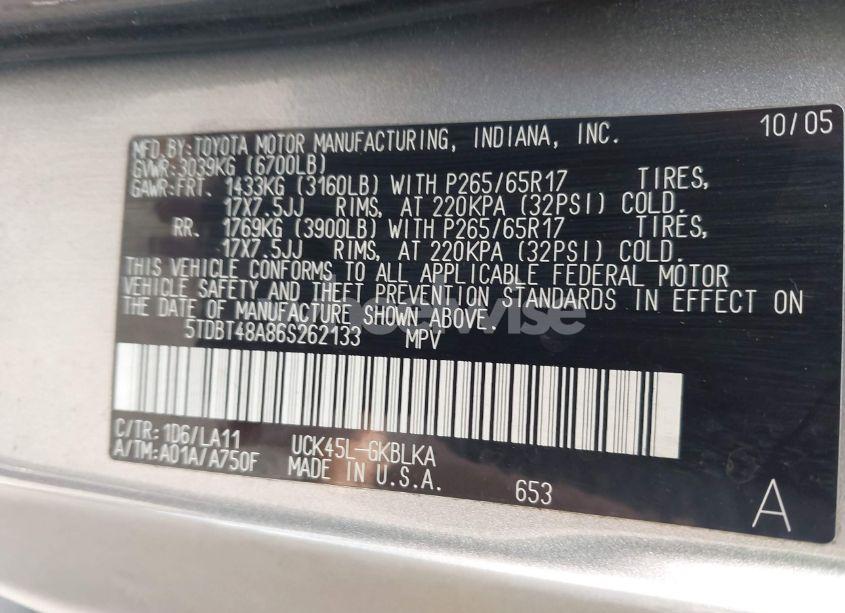 10/05
MFD. BY: TOYOTA MOTOR MANUFACTURING, INDIANA, INC.
GVWR: 3039KG (6700LB)
GAWR: FRT. 1433KG (3160LB) WITH P265/65R17 TIRES,
17X7.5JJ RIMS, AT 220KPA (32PSI) COLD.
RR. 1769KG (3900LB) WITH P265/65R17 TIRES,
17X7.5JJ RIMS, AT 220KPA (32PSI) COLD.
THIS VEHICLE CONFORMS TO ALL APPLICABLE FEDERAL MOTOR
VEHICLE SAFETY AND THEFT PREVENTION STANDARDS IN EFFECT ON
THE DATE OF MANUFACTURE SHOWN ABOVE.
5TDBT48A86S262133 MPV
C/TR: 1D6/LA11 UCK45L-GKBLKA
A/TM: A01A/A750F MADE IN U.S.A.
653
A